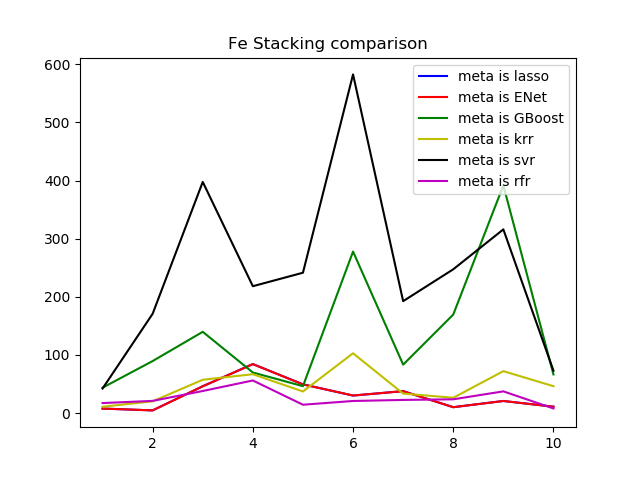 Fe Stacking comparison
600
500
400
300
200
100
0
meta is lasso
meta is ENet
meta is GBoost
meta is krr
meta is svr
meta is rfr
2 4 6 8 10